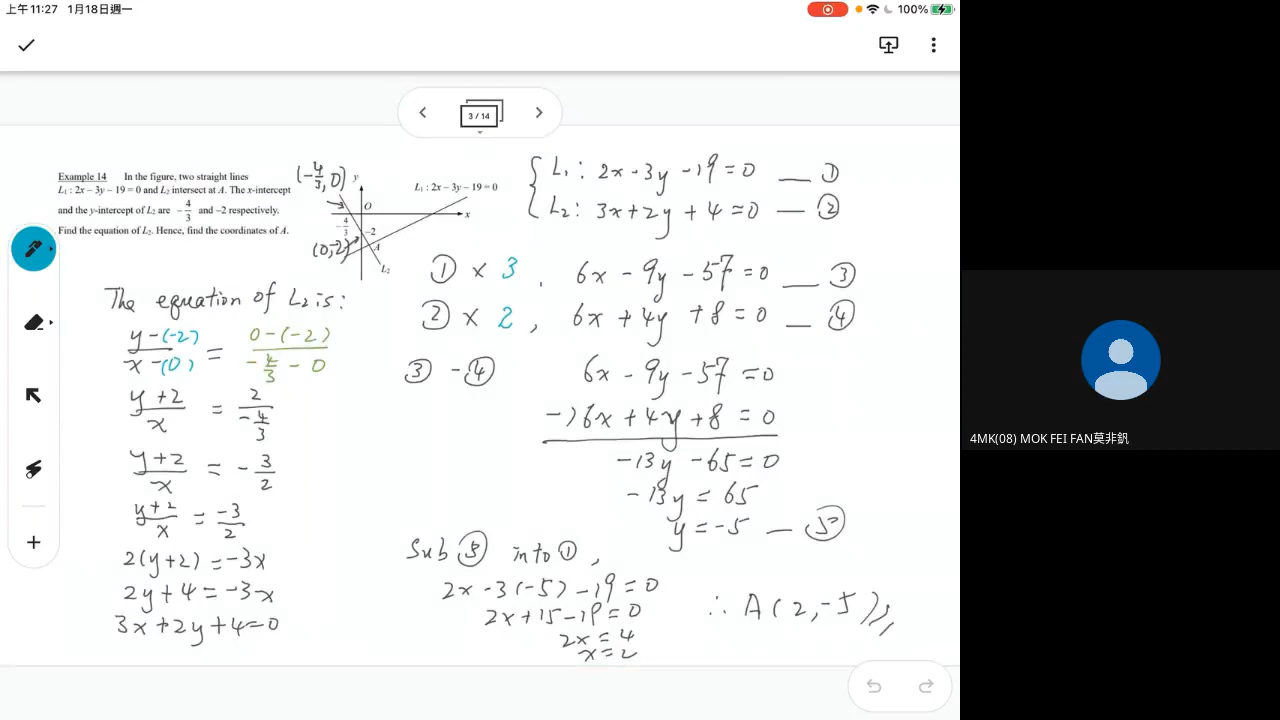 上午11:27 1月18日週一
100%
3 / 14
Example 14 In the figure, two straight lines
L₁ : 2x − 3y − 19 = 0 and L₂ intersect at A. The x-intercept
and the y-intercept of L₂ are −4/3 and −2 respectively.
Find the equation of L₂. Hence, find the coordinates of A.
(-4/3, 0)
y
L₁ : 2x − 3y − 19 = 0
O
x
−4/3
−2
(0,-2)
A
L₂
The equation of L₂ is:
y-(-2)/x-(0) = 0-(-2)/-4/3 - 0
y+2/x = 2/-4/3
y+2/x = -3/2
y+2/x = -3/2
2(y+2) = -3x
2y+4 = -3x
3x+2y+4=0
{ L₁: 2x-3y-19=0 — ①
L₂: 3x+2y+4=0 — ②
① × 3, 6x-9y-57=0 — ③
② × 2, 6x+4y+8=0 — ④
③ - ④ 6x-9y-57=0
-) 6x+4y+8=0
-13y-65=0
-13y=65
y=-5 — ⑤
Sub ⑤ into ①,
2x-3(-5)-19=0
2x+15-19=0
2x=4
x=2
∴ A(2,-5)//
4MK(08) MOK FEI FAN莫非釩